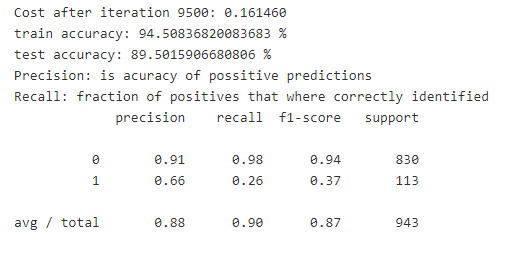 Cost after iteration 9500: 0.161460
train accuracy: 94.50836820083683 %
test accuracy: 89.5015906680806 %
Precision: is acuracy of possitive predictions
Recall: fraction of positives that where correctly identified
precision recall f1-score support
0 0.91 0.98 0.94 830
1 0.66 0.26 0.37 113
avg / total 0.88 0.90 0.87 943